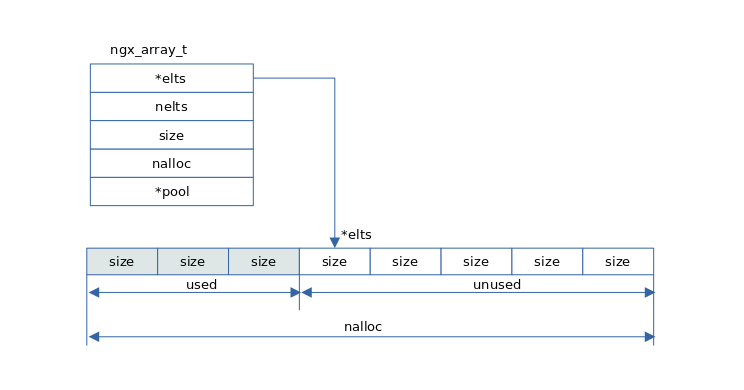 ngx_array_t
*elts
nelts
size
nalloc
*pool
*elts
size size size size size size size size
used unused
nalloc